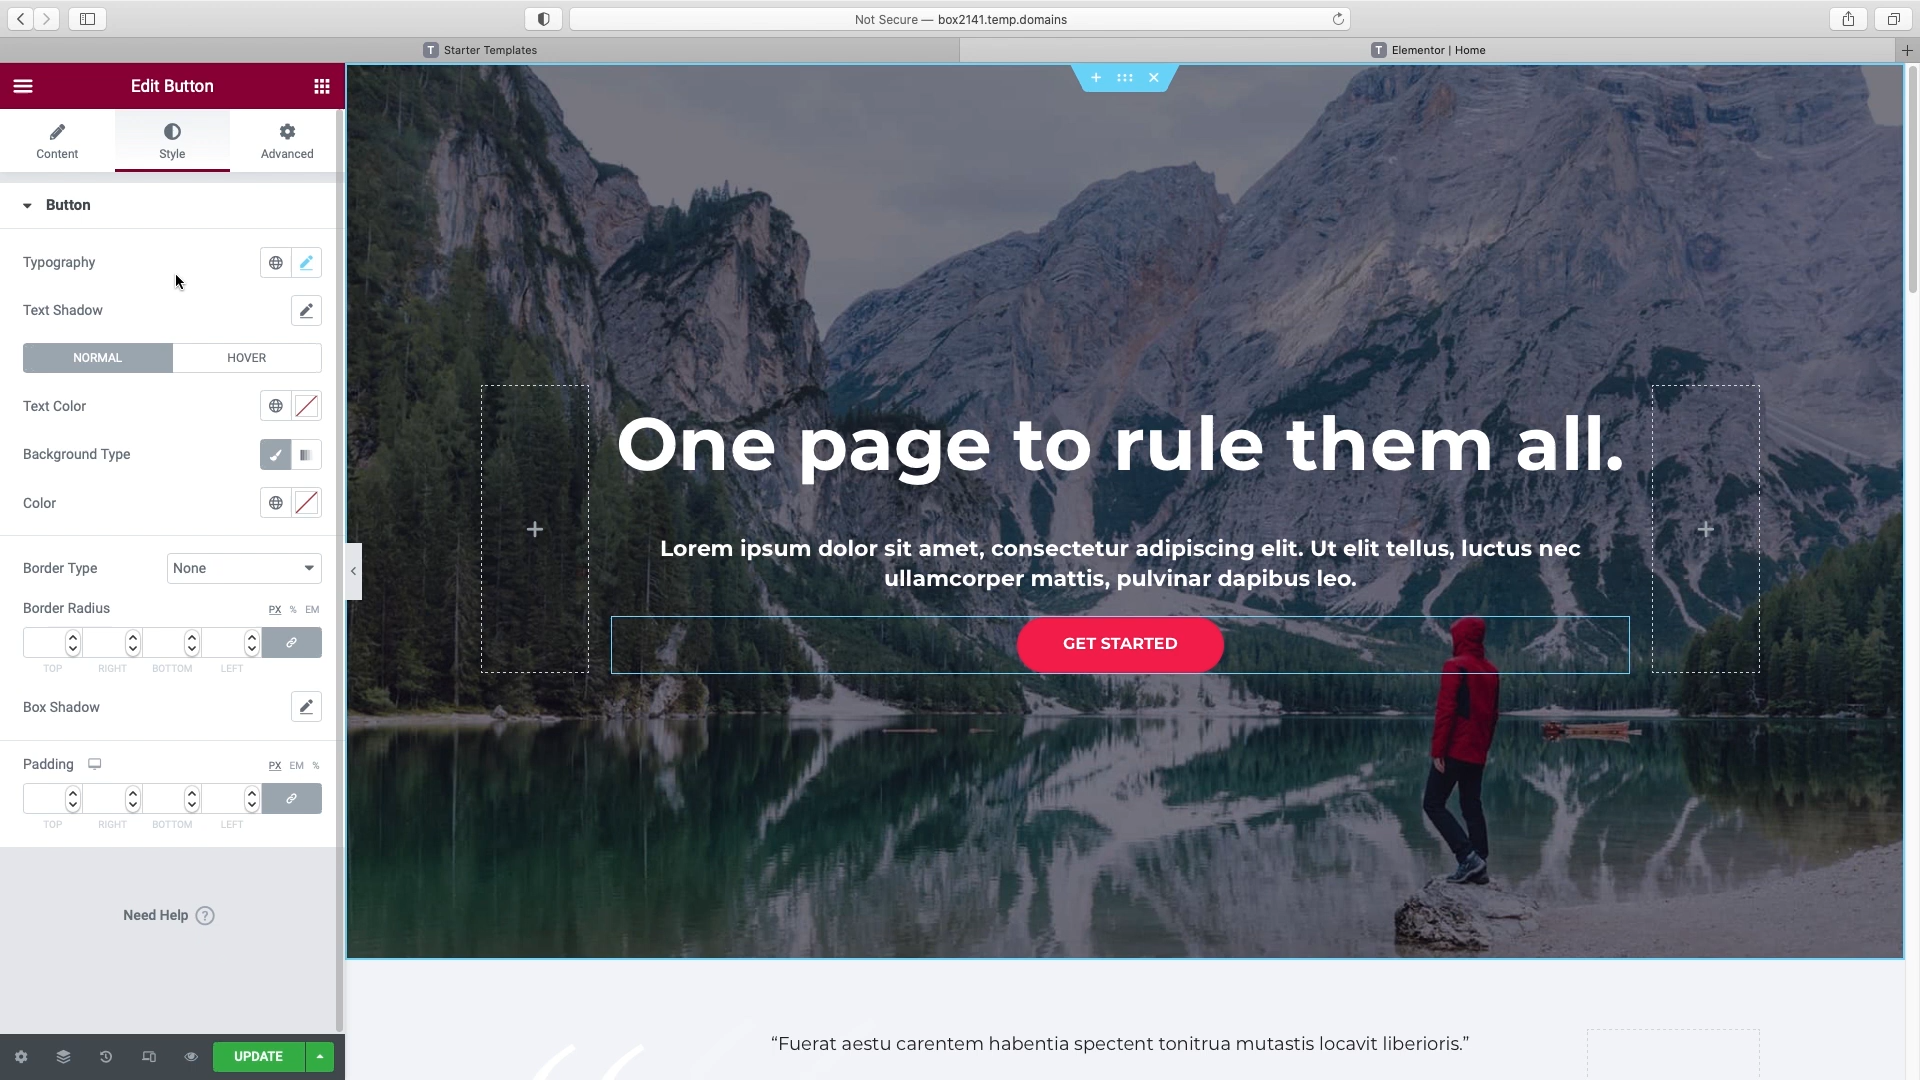 Not Secure — box2141.temp.domains
T Starter Templates
T Elementor | Home
Edit Button
Content
Style
Advanced
Button
Typography
Text Shadow
NORMAL
HOVER
Text Color
Background Type
Color
Border Type
None
Border Radius
PX % EM
TOP RIGHT BOTTOM LEFT
Box Shadow
Padding
PX EM %
TOP RIGHT BOTTOM LEFT
Need Help ?
UPDATE
One page to rule them all.
Lorem ipsum dolor sit amet, consectetur adipiscing elit. Ut elit tellus, luctus nec
ullamcorper mattis, pulvinar dapibus leo.
GET STARTED
“Fuerat aestu carentem habentia spectent tonitrua mutastis locavit liberioris.”